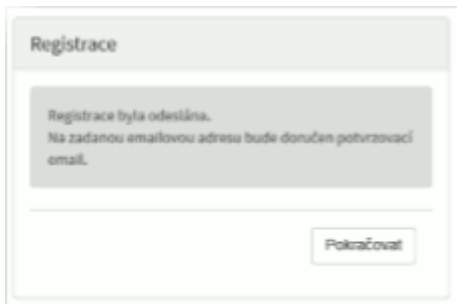 Registrace
Registrace byla odeslána.
Na zadanou emailovou adresu bude doručen potvrzovací
email.
Pokračovat